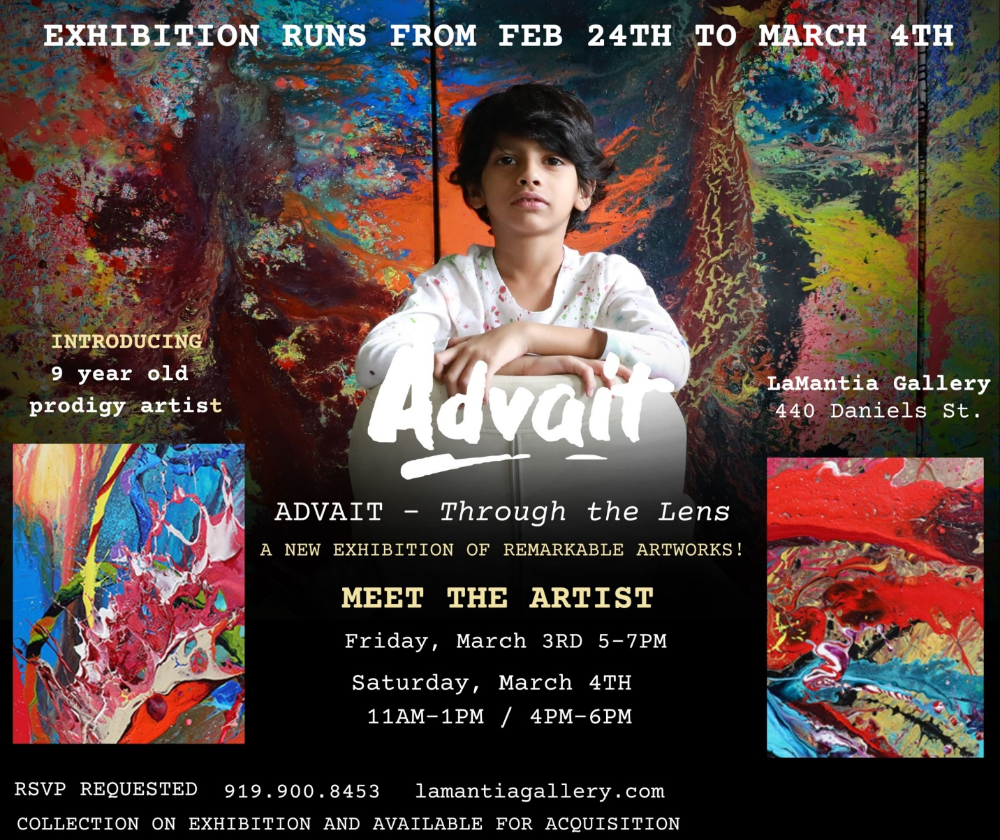 EXHIBITION RUNS FROM FEB 24TH TO MARCH 4TH
INTRODUCING
9 year old
prodigy artist
LaMantia Gallery
440 Daniels St.
Advait
ADVAIT – Through the Lens
A NEW EXHIBITION OF REMARKABLE ARTWORKS!
MEET THE ARTIST
Friday, March 3RD 5-7PM
Saturday, March 4TH
11AM-1PM / 4PM-6PM
RSVP REQUESTED 919.900.8453 lamantiagallery.com
COLLECTION ON EXHIBITION AND AVAILABLE FOR ACQUISITION